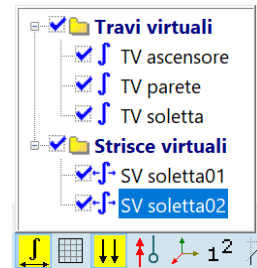 Travi virtuali
TV ascensore
TV parete
TV soletta
Strisce virtuali
SV soletta01
SV soletta02
1²